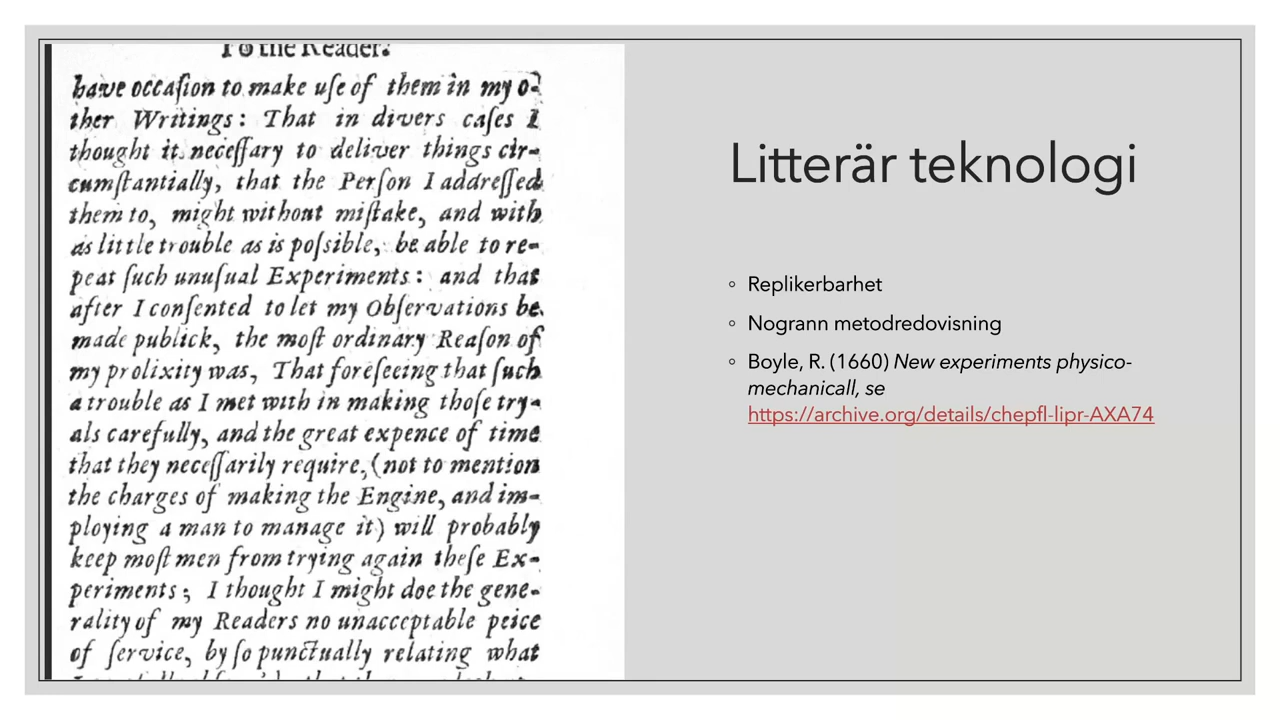 To the Reader.
have occaſion to make uſe of them in my o-
ther Writings: That in divers caſes I
thought it neceſſary to deliver things cir-
cumſtantially, that the Perſon I addreſſed
them to, might without miſtake, and with
as little trouble as is poſsible, be able to re-
peat ſuch unuſual Experiments: and that
after I conſented to let my Obſervations be
made publick, the moſt ordinary Reaſon of
my prolixity was, That foreſeeing that ſuch
a trouble as I met with in making thoſe try-
als carefully, and the great expence of time
that they neceſſarily require, (not to mention
the charges of making the Engine, and im-
ploying a man to manage it) will probably
keep moſt men from trying again theſe Ex-
periments; I thought I might doe the gene-
rality of my Readers no unacceptable peice
of ſervice, by ſo punctually relating what
Litterär teknologi
◦ Replikerbarhet
◦ Nogrann metodredovisning
◦ Boyle, R. (1660) New experiments physico-
mechanicall, se
https://archive.org/details/chepfl-lipr-AXA74